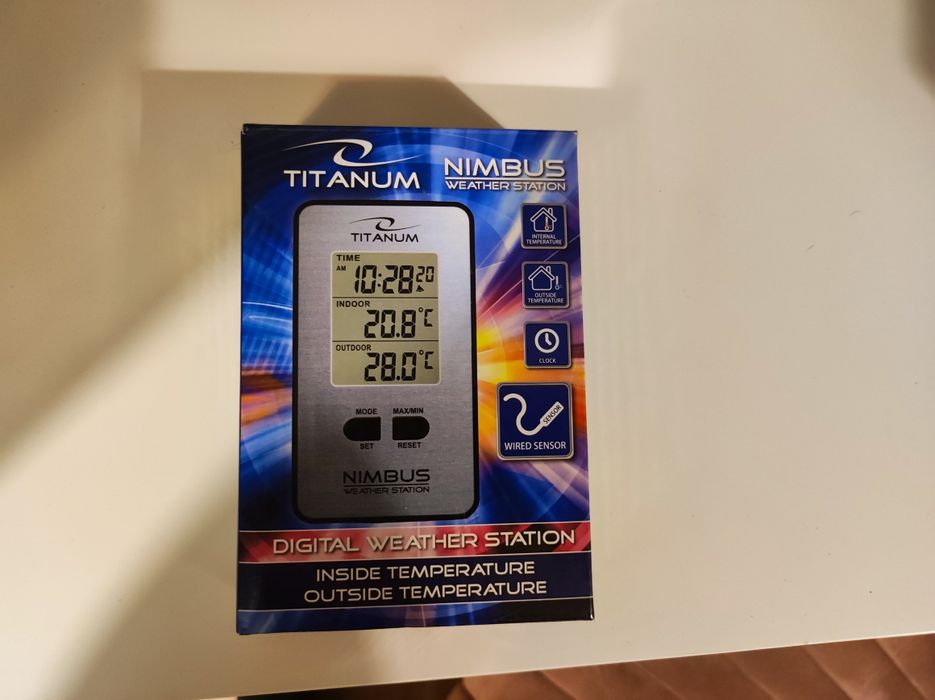 TITANUM
NIMBUS
WEATHER STATION
TITANUM
TIME
AM 10:28 20
INDOOR
20.8°C
OUTDOOR
28.0°C
MODE MAX/MIN
SET RESET
NIMBUS
WEATHER STATION
INTERNAL
TEMPERATURE
OUTSIDE
TEMPERATURE
CLOCK
SENSOR
WIRED SENSOR
DIGITAL WEATHER STATION
INSIDE TEMPERATURE
OUTSIDE TEMPERATURE